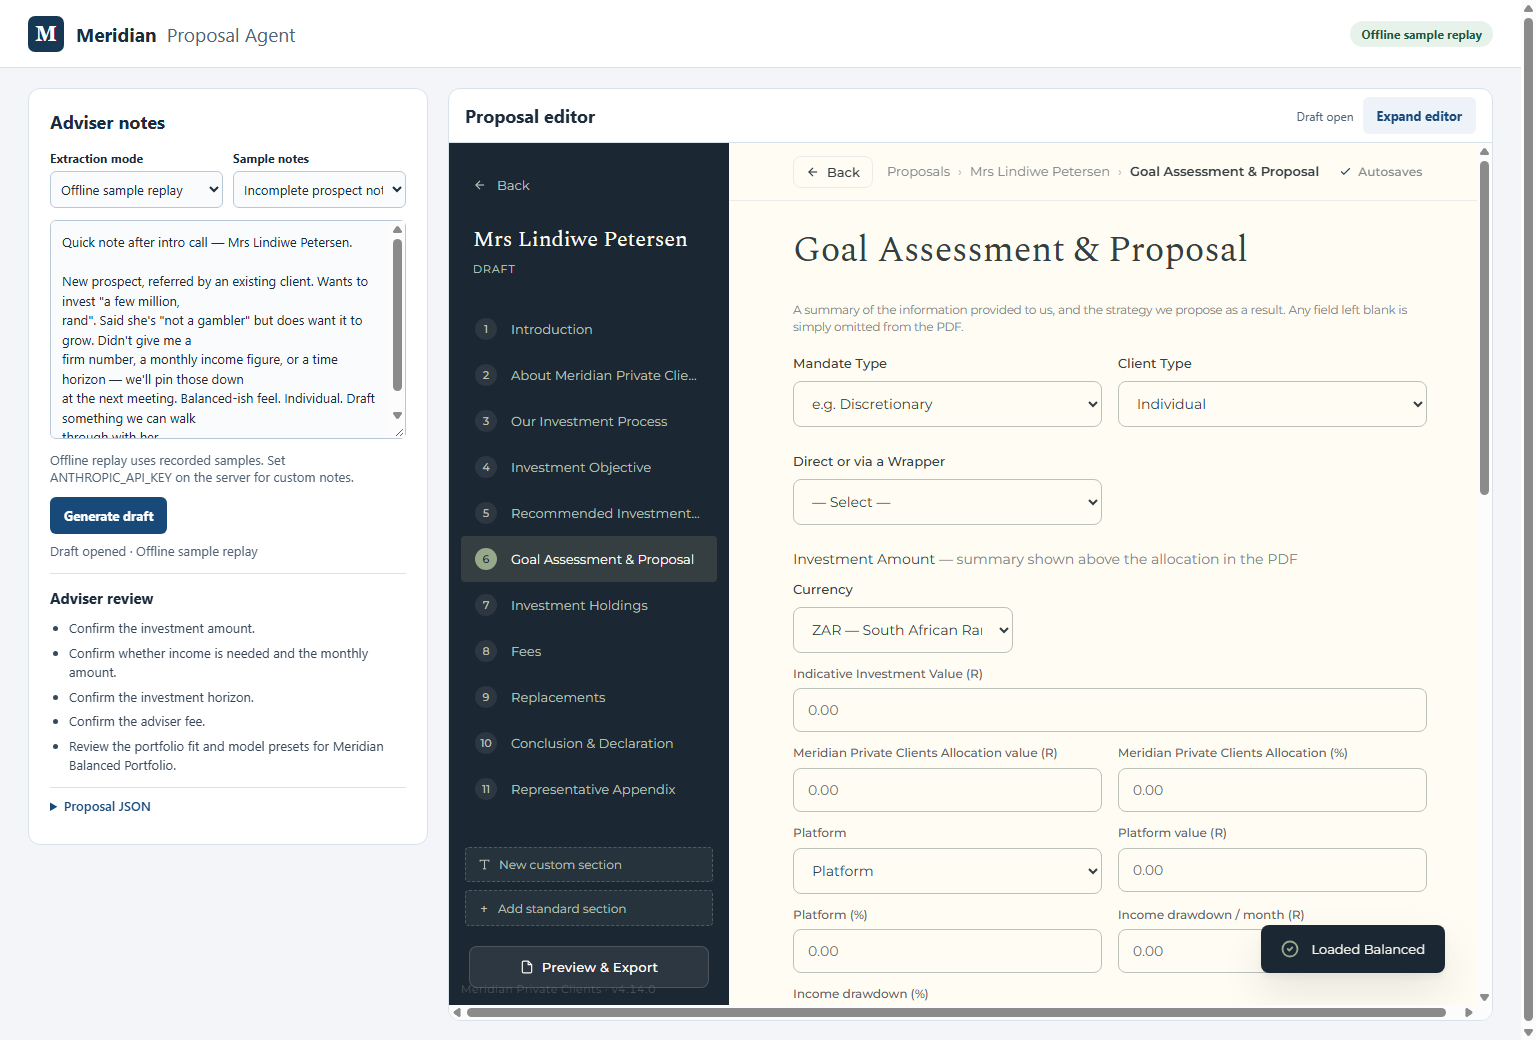 M Meridian Proposal Agent
Offline sample replay
Adviser notes
Extraction mode
Sample notes
Offline sample replay
Incomplete prospect not
Quick note after intro call — Mrs Lindiwe Petersen.
New prospect, referred by an existing client. Wants to
invest "a few million,
rand". Said she's "not a gambler" but does want it to
grow. Didn't give me a
firm number, a monthly income figure, or a time
horizon — we'll pin those down
at the next meeting. Balanced-ish feel. Individual. Draft
something we can walk
through with her.
Offline replay uses recorded samples. Set
ANTHROPIC_API_KEY on the server for custom notes.
Generate draft
Draft opened · Offline sample replay
Adviser review
• Confirm the investment amount.
• Confirm whether income is needed and the monthly
amount.
• Confirm the investment horizon.
• Confirm the adviser fee.
• Review the portfolio fit and model presets for Meridian
Balanced Portfolio.
Proposal JSON
Proposal editor
Draft open
Expand editor
← Back
Mrs Lindiwe Petersen
DRAFT
1 Introduction
2 About Meridian Private Clie...
3 Our Investment Process
4 Investment Objective
5 Recommended Investment...
6 Goal Assessment & Proposal
7 Investment Holdings
8 Fees
9 Replacements
10 Conclusion & Declaration
11 Representative Appendix
New custom section
+ Add standard section
Preview & Export
Meridian Private Clients · v4.14.0
← Back
Proposals › Mrs Lindiwe Petersen › Goal Assessment & Proposal
✓ Autosaves
Goal Assessment & Proposal
A summary of the information provided to us, and the strategy we propose as a result. Any field left blank is
simply omitted from the PDF.
Mandate Type
Client Type
e.g. Discretionary
Individual
Direct or via a Wrapper
— Select —
Investment Amount — summary shown above the allocation in the PDF
Currency
ZAR — South African Ra
Indicative Investment Value (R)
0.00
Meridian Private Clients Allocation value (R)
Meridian Private Clients Allocation (%)
0.00
0.00
Platform
Platform value (R)
Platform
0.00
Platform (%)
Income drawdown / month (R)
0.00
0.00
Loaded Balanced
Income drawdown (%)